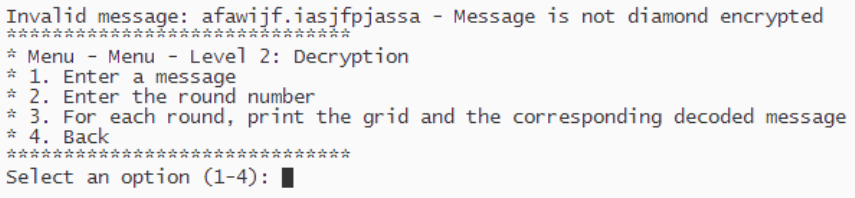 Invalid message: afawijf.iasjfpjassa - Message is not diamond encrypted
******************************
* Menu - Menu - Level 2: Decryption
* 1. Enter a message
* 2. Enter the round number
* 3. For each round, print the grid and the corresponding decoded message
* 4. Back
******************************
Select an option (1-4):